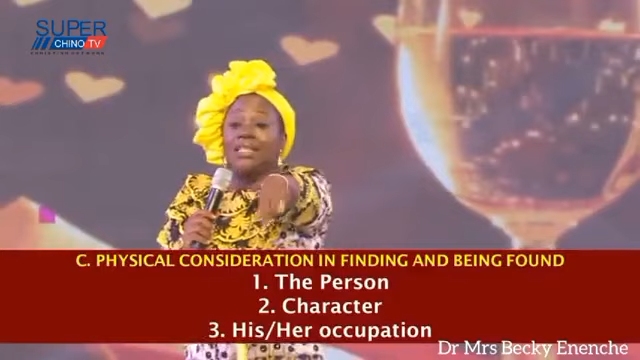 SUPER
CHINO TV
C. PHYSICAL CONSIDERATION IN FINDING AND BEING FOUND
1. The Person
2. Character
3. His/Her occupation
Dr Mrs Becky Enenche